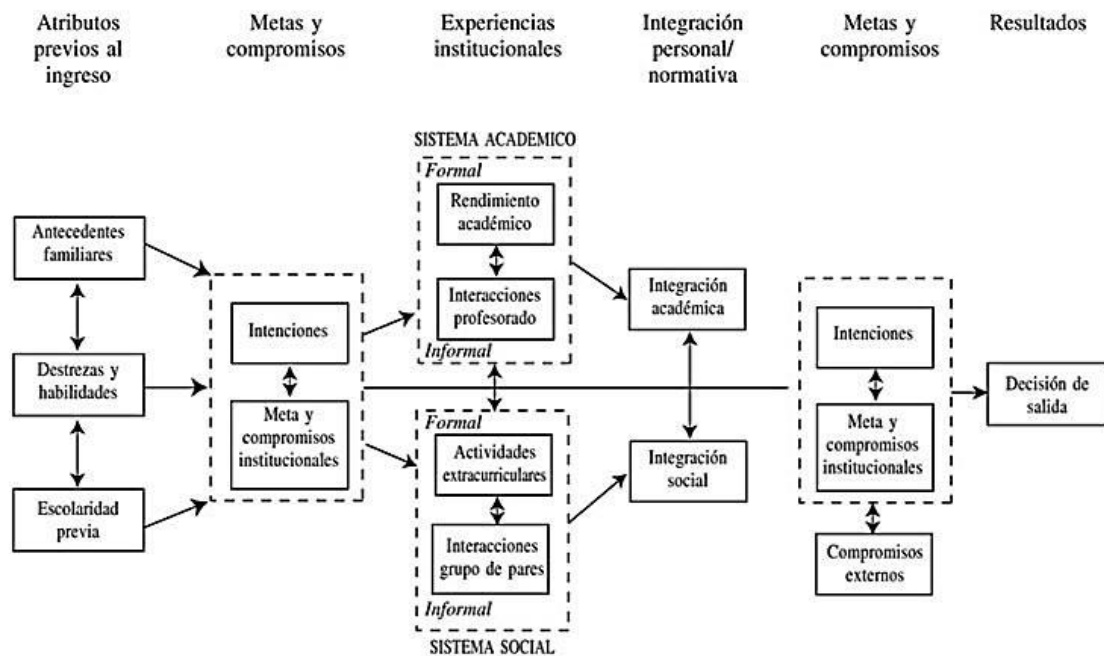 Atributos
previos al
ingreso
Metas y
compromisos
Experiencias
institucionales
Integración
personal/
normativa
Metas y
compromisos
Resultados
Antecedentes
familiares
Destrezas y
habilidades
Escolaridad
previa
Intenciones
Meta y
compromisos
institucionales
SISTEMA ACADEMICO
Formal
Rendimiento
académico
Interacciones
profesorado
Informal
Formal
Actividades
extracurriculares
Interacciones
grupo de pares
Informal
SISTEMA SOCIAL
Integración
académica
Integración
social
Intenciones
Meta y
compromisos
institucionales
Compromisos
externos
Decisión de
salida